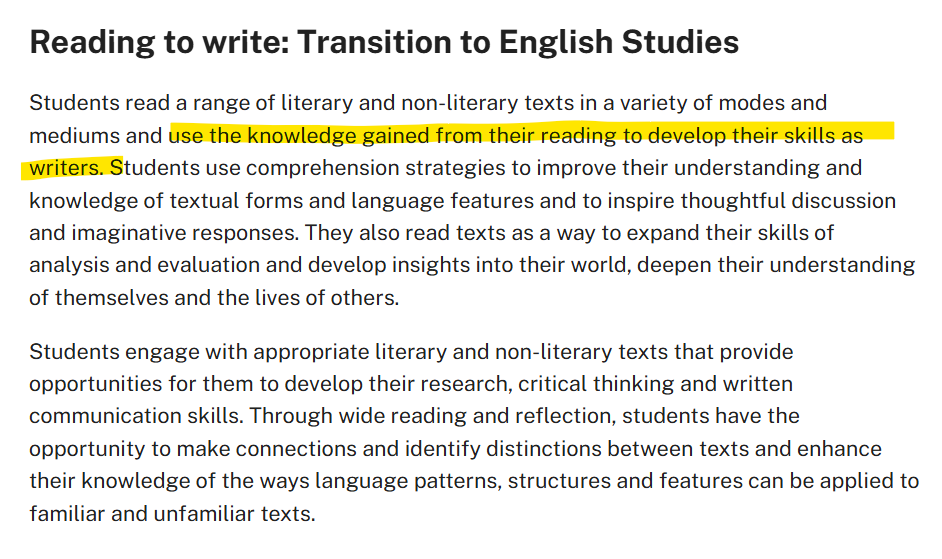 Reading to write: Transition to English Studies
Students read a range of literary and non-literary texts in a variety of modes and
mediums and use the knowledge gained from their reading to develop their skills as
writers. Students use comprehension strategies to improve their understanding and
knowledge of textual forms and language features and to inspire thoughtful discussion
and imaginative responses. They also read texts as a way to expand their skills of
analysis and evaluation and develop insights into their world, deepen their understanding
of themselves and the lives of others.
Students engage with appropriate literary and non-literary texts that provide
opportunities for them to develop their research, critical thinking and written
communication skills. Through wide reading and reflection, students have the
opportunity to make connections and identify distinctions between texts and enhance
their knowledge of the ways language patterns, structures and features can be applied to
familiar and unfamiliar texts.